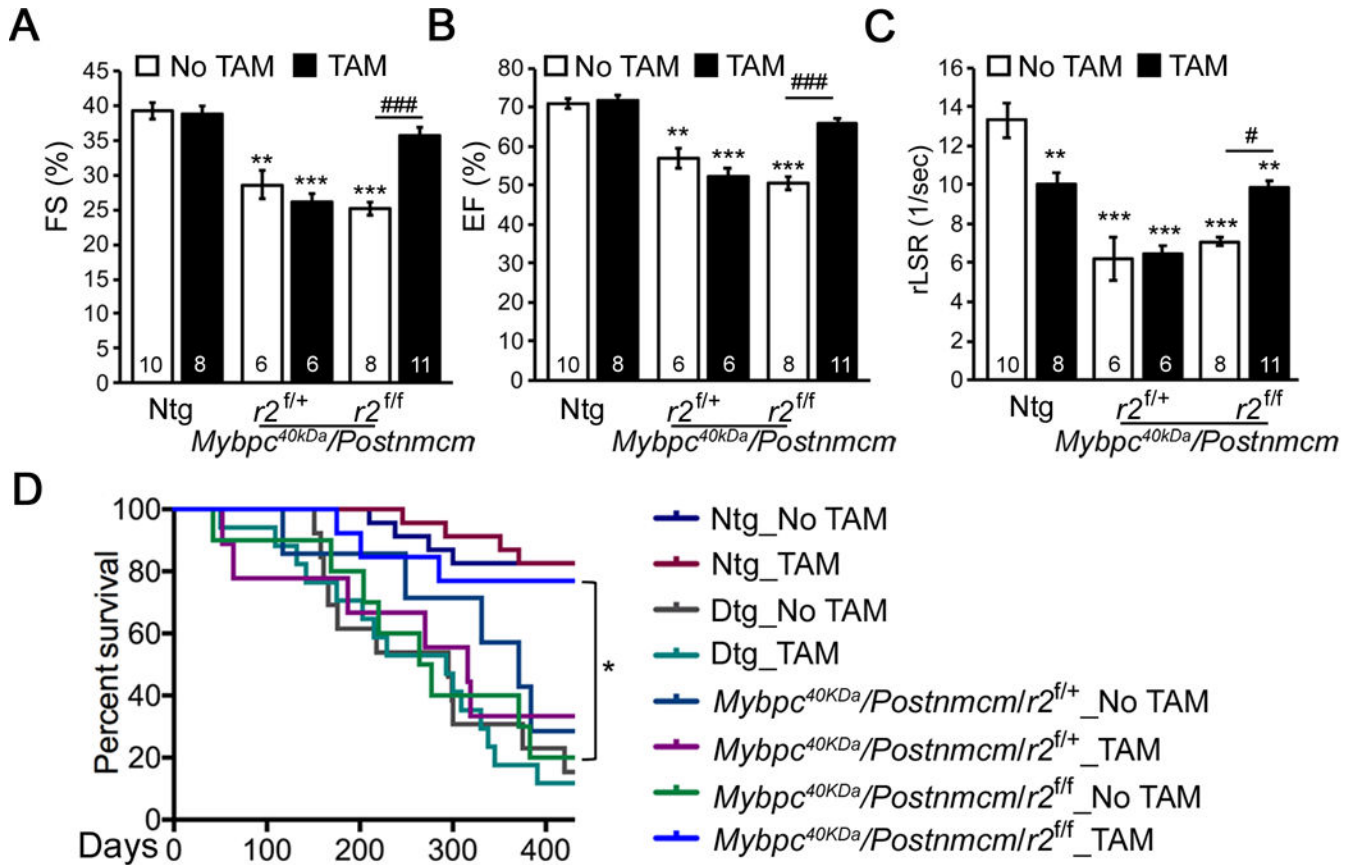 A
No TAM TAM
FS (%)
45
40
35
30
25
20
15
10
5
0
** *** *** ###
10 8 6 6 8 11
Ntg r2f/+ r2f/f
Mybpc40kDa/Postnmcm
B
No TAM TAM
EF (%)
80
70
60
50
40
30
20
10
0
** *** *** ###
10 8 6 6 8 11
Ntg r2f/+ r2f/f
Mybpc40kDa/Postnmcm
C
No TAM TAM
rLSR (1/sec)
16
14
12
10
8
6
4
2
0
** *** *** *** # **
10 8 6 6 8 11
Ntg r2f/+ r2f/f
Mybpc40kDa/Postnmcm
D
Percent survival
100
80
60
40
20
0
Days 0 100 200 300 400
*
Ntg_No TAM
Ntg_TAM
Dtg_No TAM
Dtg_TAM
Mybpc40KDa/Postnmcm/r2f/+_No TAM
Mybpc40KDa/Postnmcm/r2f/+_TAM
Mybpc40KDa/Postnmcm/r2f/f_No TAM
Mybpc40KDa/Postnmcm/r2f/f_TAM